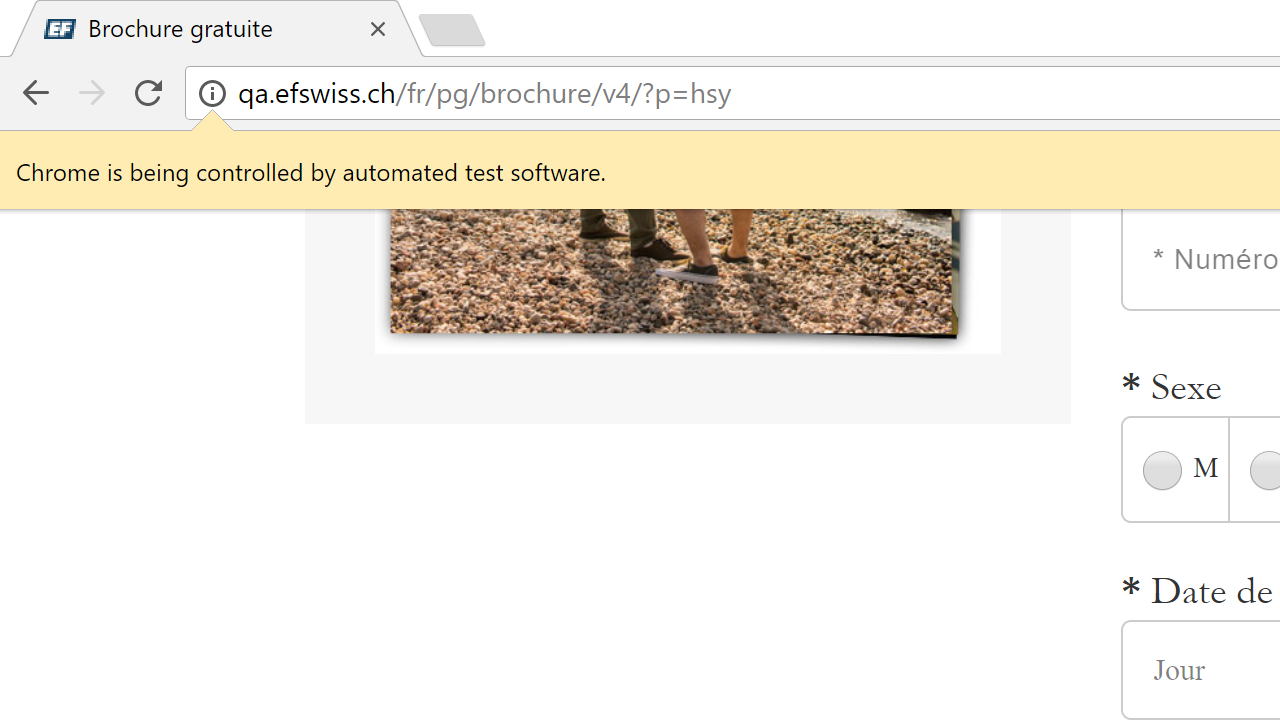 EF Brochure gratuite
qa.efswiss.ch/fr/pg/brochure/v4/?p=hsy
Chrome is being controlled by automated test software.
* Numéro
* Sexe
M
* Date de
Jour